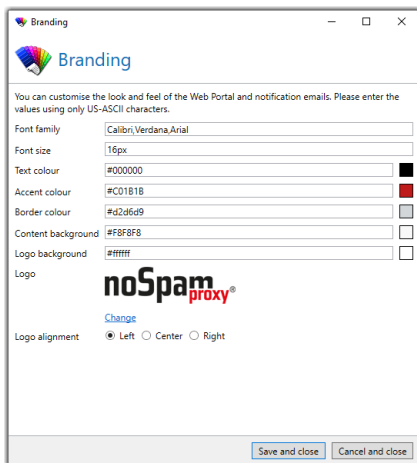 Branding
Branding
You can customise the look and feel of the Web Portal and notification emails. Please enter the
values using only US-ASCII characters.
Font family Calibri,Verdana,Arial
Font size 16px
Text colour #000000
Accent colour #C01B1B
Border colour #d2d6d9
Content background #F8F8F8
Logo background #ffffff
Logo noSpam
proxy®
Change
Logo alignment Left Center Right
Save and close Cancel and close